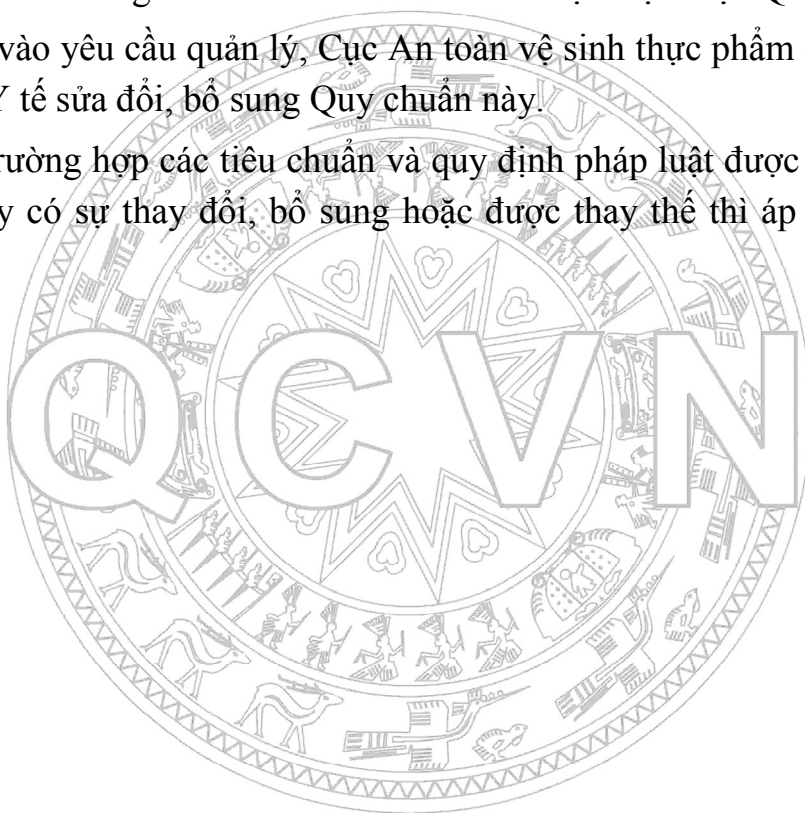 vào yêu cầu quản lý, Cục An toàn vệ sinh thực phẩm
Y tế sửa đổi, bổ sung Quy chuẩn này.
rường hợp các tiêu chuẩn và quy định pháp luật được
y có sự thay đổi, bổ sung hoặc được thay thế thì áp
QCVN